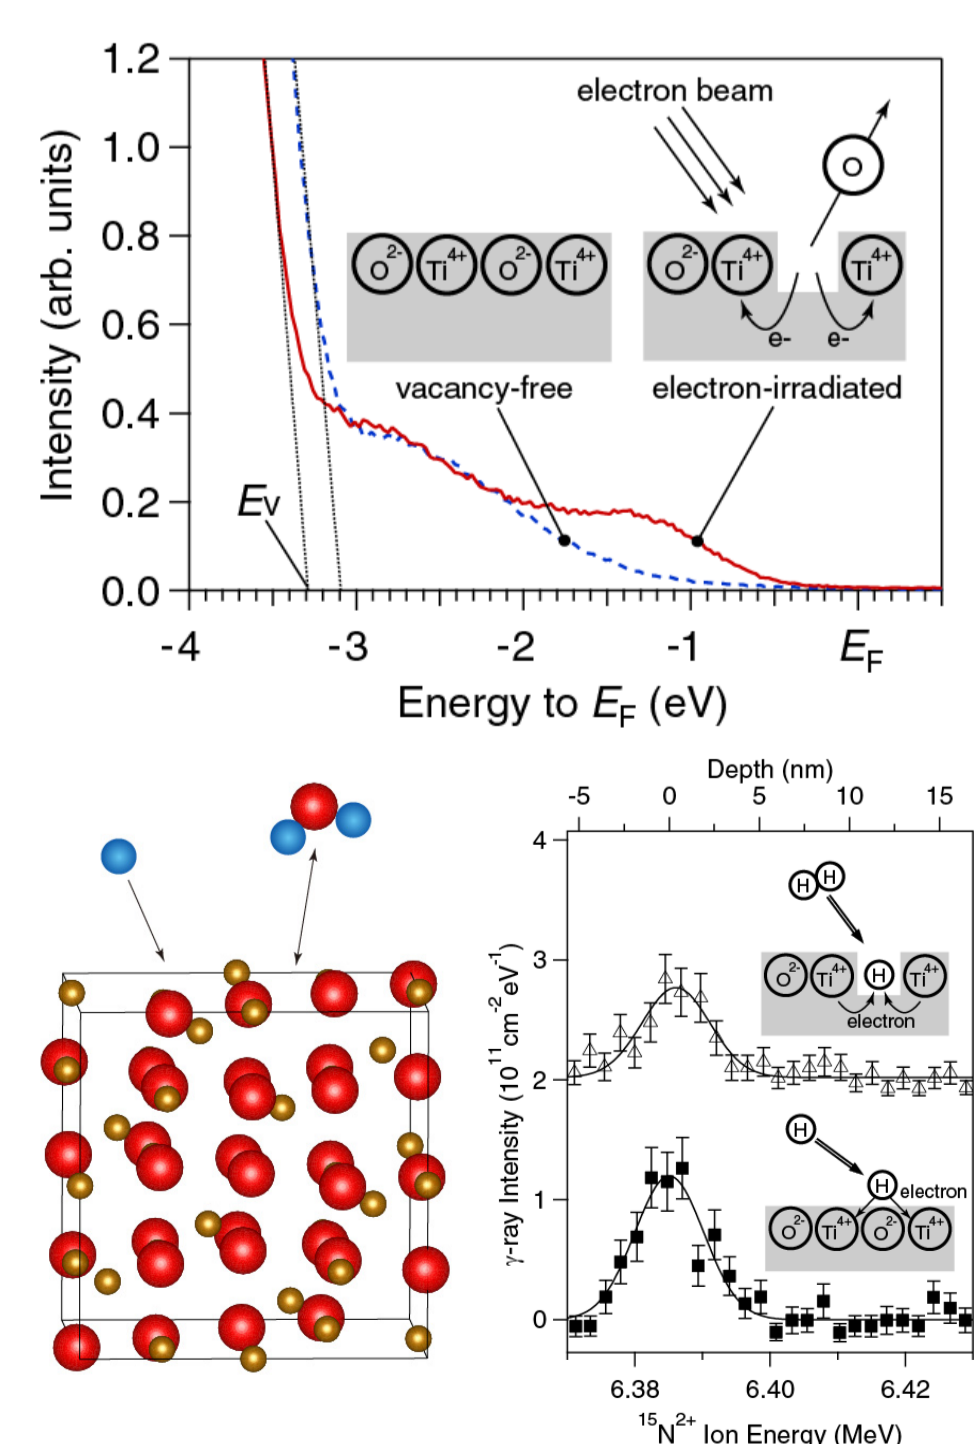 1.2
1.0
0.8
0.6
0.4
0.2
0.0
Intensity (arb. units)
electron beam
O
O2- Ti4+ O2- Ti4+
O2- Ti4+ Ti4+
e- e-
vacancy-free
electron-irradiated
Ev
-4 -3 -2 -1 EF
Energy to EF (eV)
Depth (nm)
-5 0 5 10 15
4
3
2
1
0
γ-ray Intensity (10^11 cm^-2 eV^-1)
H H
O2- Ti4+ H Ti4+
electron
H
H
electron
O2- Ti4+ O2- Ti4+
6.38 6.40 6.42
15N2+ Ion Energy (MeV)